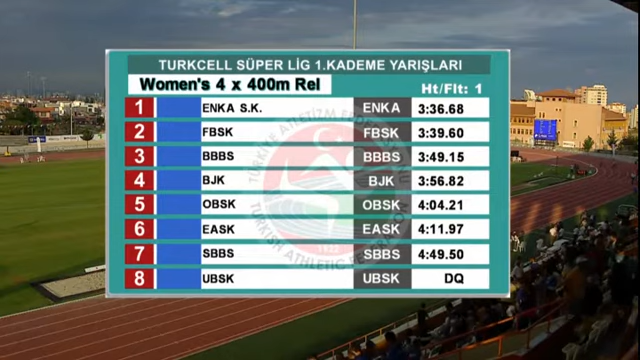 TURKCELL SÜPER LİG 1.KADEME YARIŞLARI
Women's 4 x 400m Rel
Ht/Flt: 1
1 ENKA S.K. ENKA 3:36.68
2 FBSK FBSK 3:39.60
3 BBBS BBBS 3:49.15
4 BJK BJK 3:56.82
5 OBSK OBSK 4:04.21
6 EASK EASK 4:11.97
7 SBBS SBBS 4:49.50
8 UBSK UBSK DQ